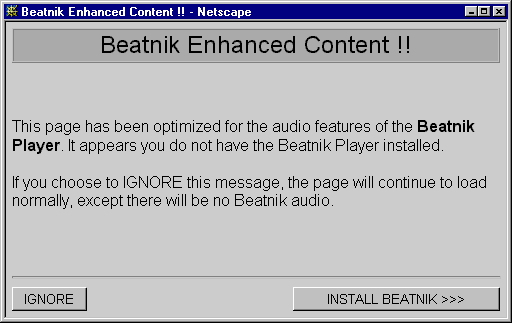 Beatnik Enhanced Content !! - Netscape
Beatnik Enhanced Content !!
This page has been optimized for the audio features of the Beatnik
Player. It appears you do not have the Beatnik Player installed.
If you choose to IGNORE this message, the page will continue to load
normally, except there will be no Beatnik audio.
IGNORE
INSTALL BEATNIK >>>